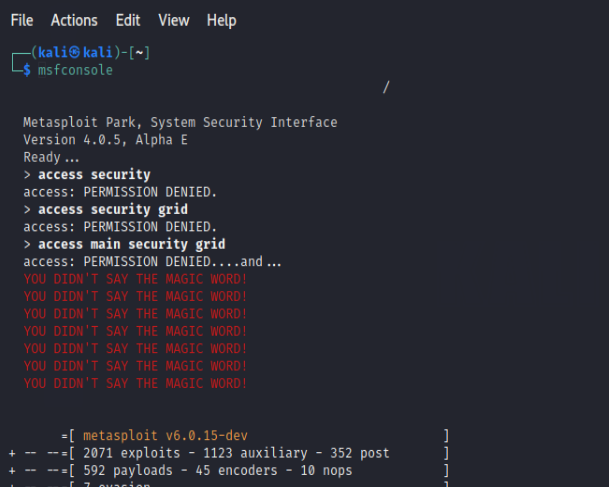 File Actions Edit View Help
┌──(kali㉿kali)-[~]
└─$ msfconsole
/
Metasploit Park, System Security Interface
Version 4.0.5, Alpha E
Ready...
> access security
access: PERMISSION DENIED.
> access security grid
access: PERMISSION DENIED.
> access main security grid
access: PERMISSION DENIED....and...
YOU DIDN'T SAY THE MAGIC WORD!
YOU DIDN'T SAY THE MAGIC WORD!
YOU DIDN'T SAY THE MAGIC WORD!
YOU DIDN'T SAY THE MAGIC WORD!
YOU DIDN'T SAY THE MAGIC WORD!
YOU DIDN'T SAY THE MAGIC WORD!
YOU DIDN'T SAY THE MAGIC WORD!
=[ metasploit v6.0.15-dev ]
+ -- --=[ 2071 exploits - 1123 auxiliary - 352 post ]
+ -- --=[ 592 payloads - 45 encoders - 10 nops ]
+ -- --=[ 7 evasion ]